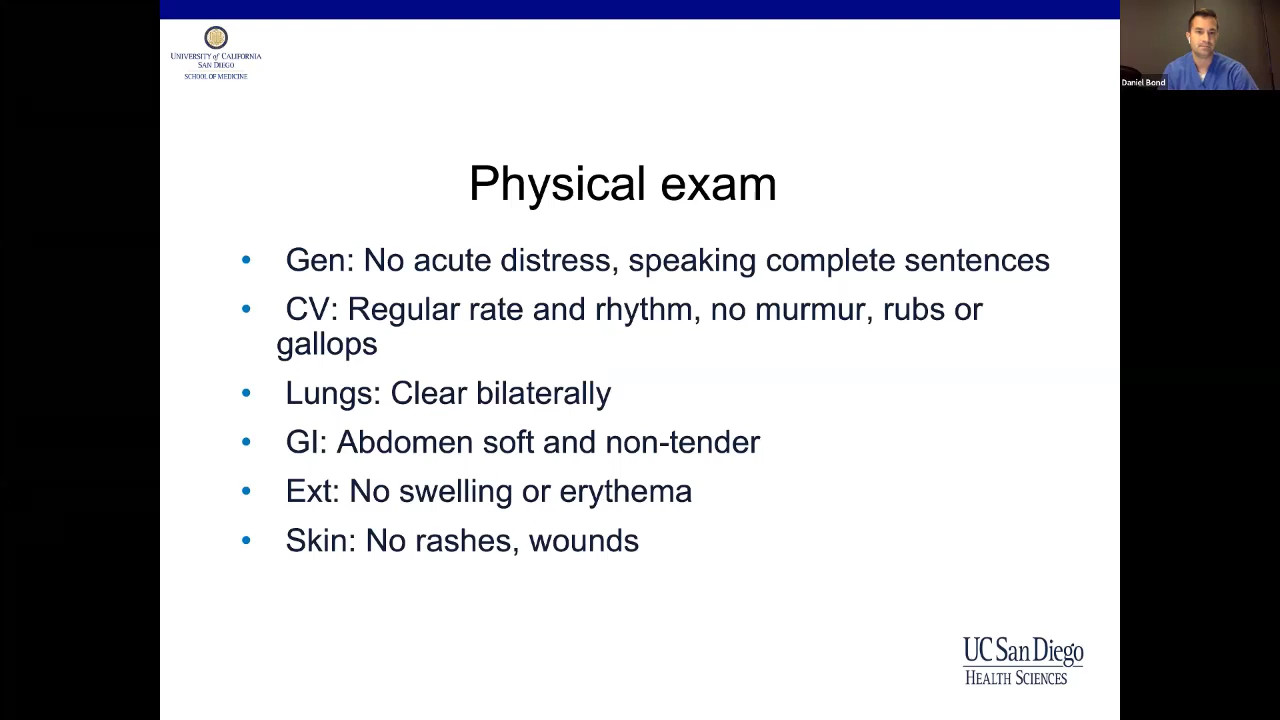 UNIVERSITY of CALIFORNIA
SAN DIEGO
SCHOOL OF MEDICINE
Daniel Bond
Physical exam
• Gen: No acute distress, speaking complete sentences
• CV: Regular rate and rhythm, no murmur, rubs or
gallops
• Lungs: Clear bilaterally
• GI: Abdomen soft and non-tender
• Ext: No swelling or erythema
• Skin: No rashes, wounds
UC San Diego
HEALTH SCIENCES